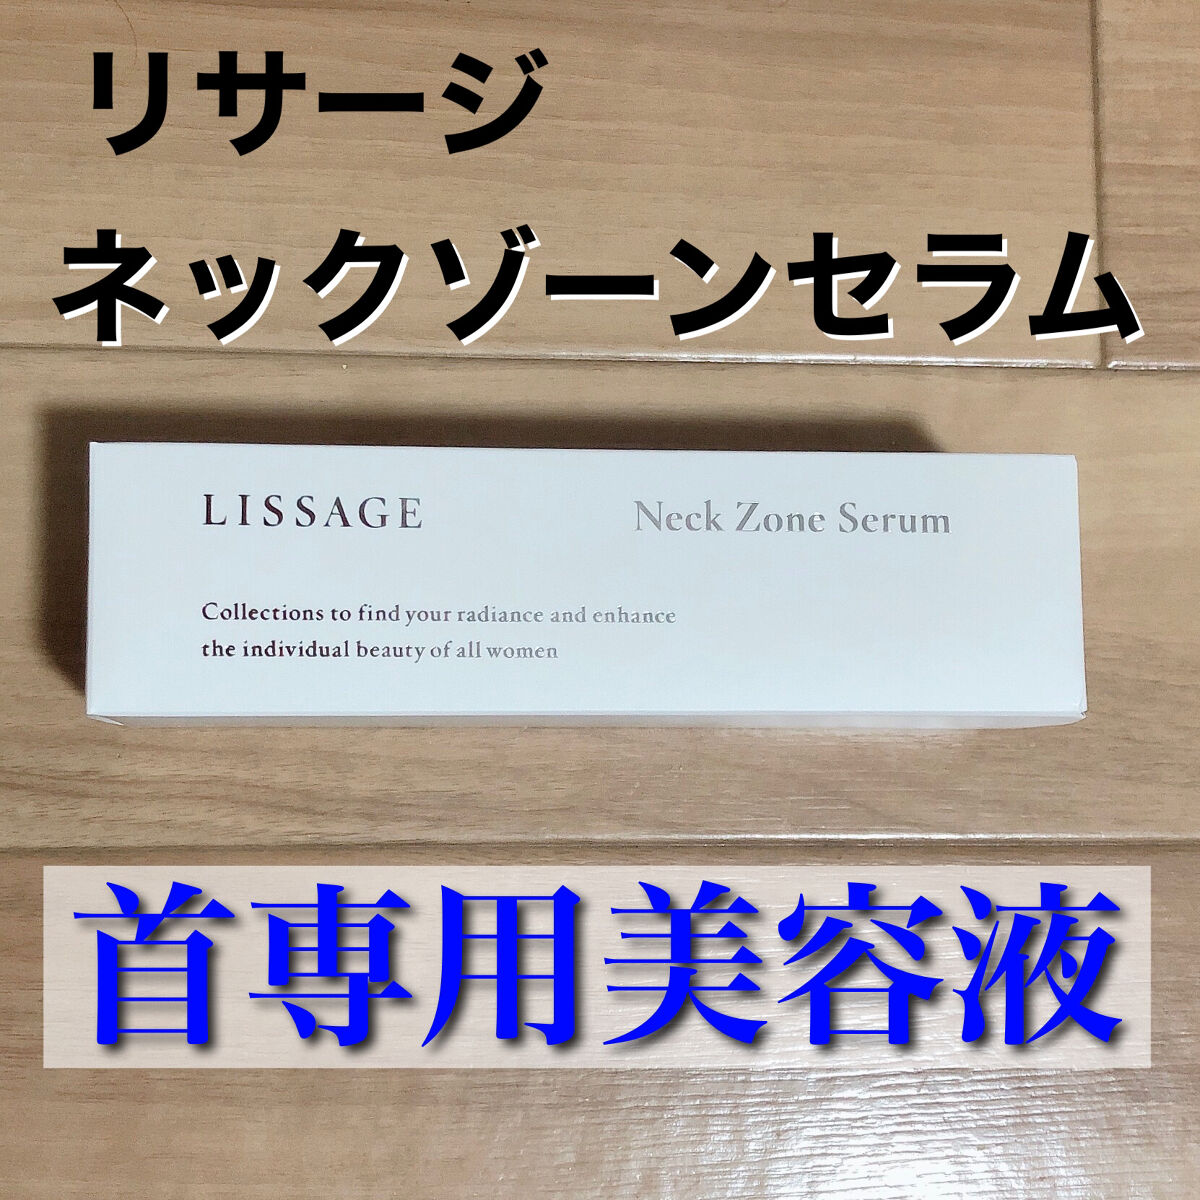 リサージ
ネックゾーンセラム
LISSAGE
Neck Zone Serum
Collections to find your radiance and enhance
the individual beauty of all women
首専用美容液